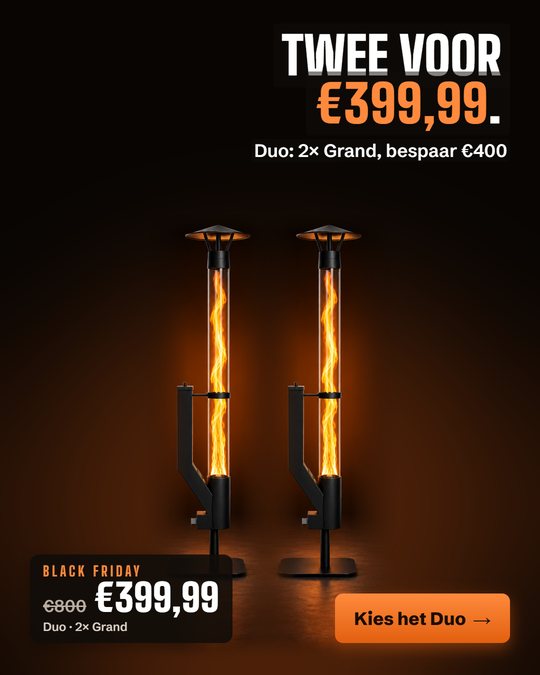 TWEE VOOR
€399,99.
Duo: 2× Grand, bespaar €400
BLACK FRIDAY
€800 €399,99
Duo · 2× Grand
Kies het Duo →